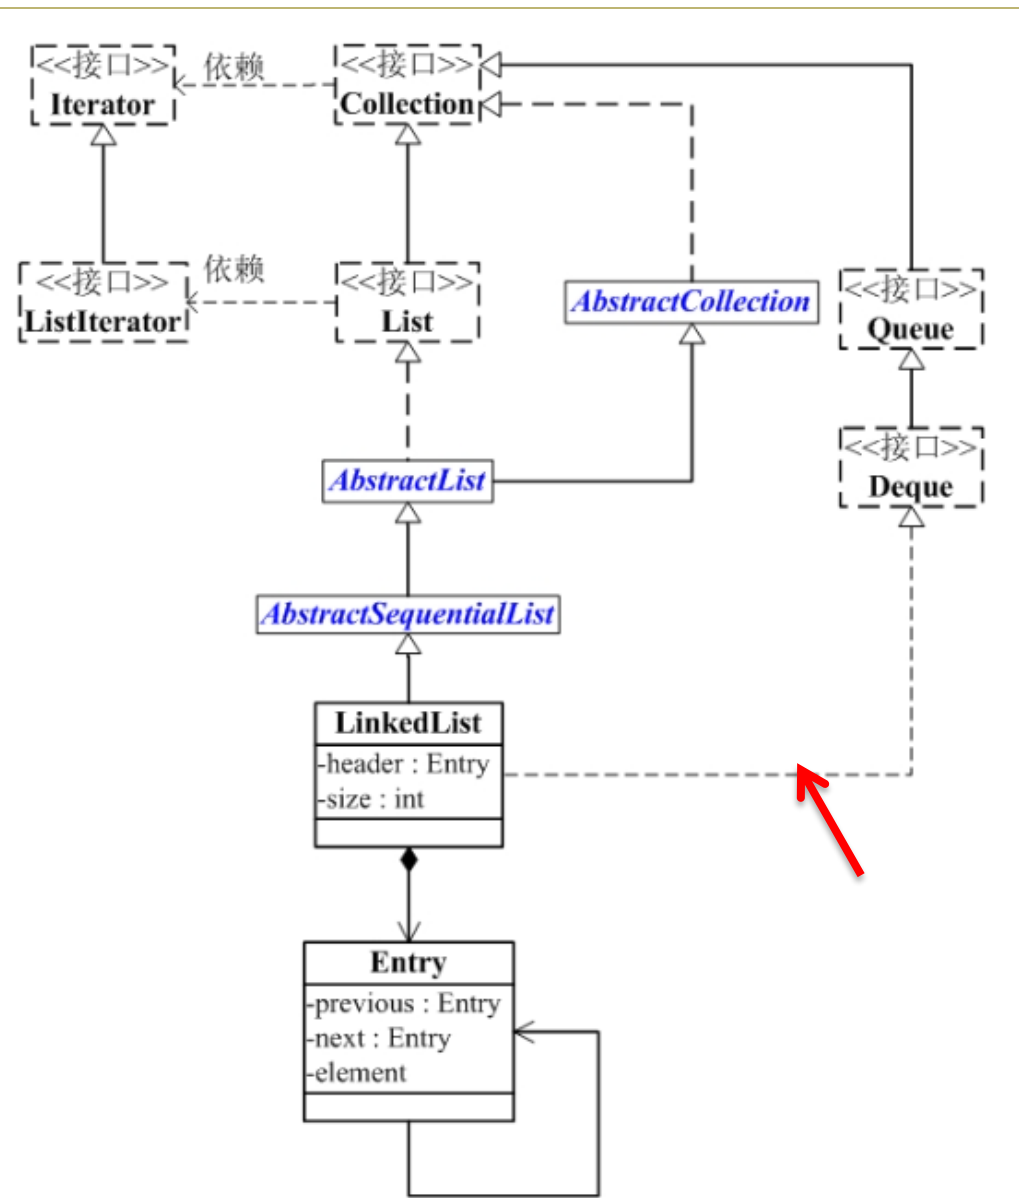 <<接口>>
Iterator
依赖
<<接口>>
Collection
<<接口>>
ListIterator
依赖
<<接口>>
List
AbstractCollection
<<接口>>
Queue
<<接口>>
Deque
AbstractList
AbstractSequentialList
LinkedList
-header : Entry
-size : int
Entry
-previous : Entry
-next : Entry
-element